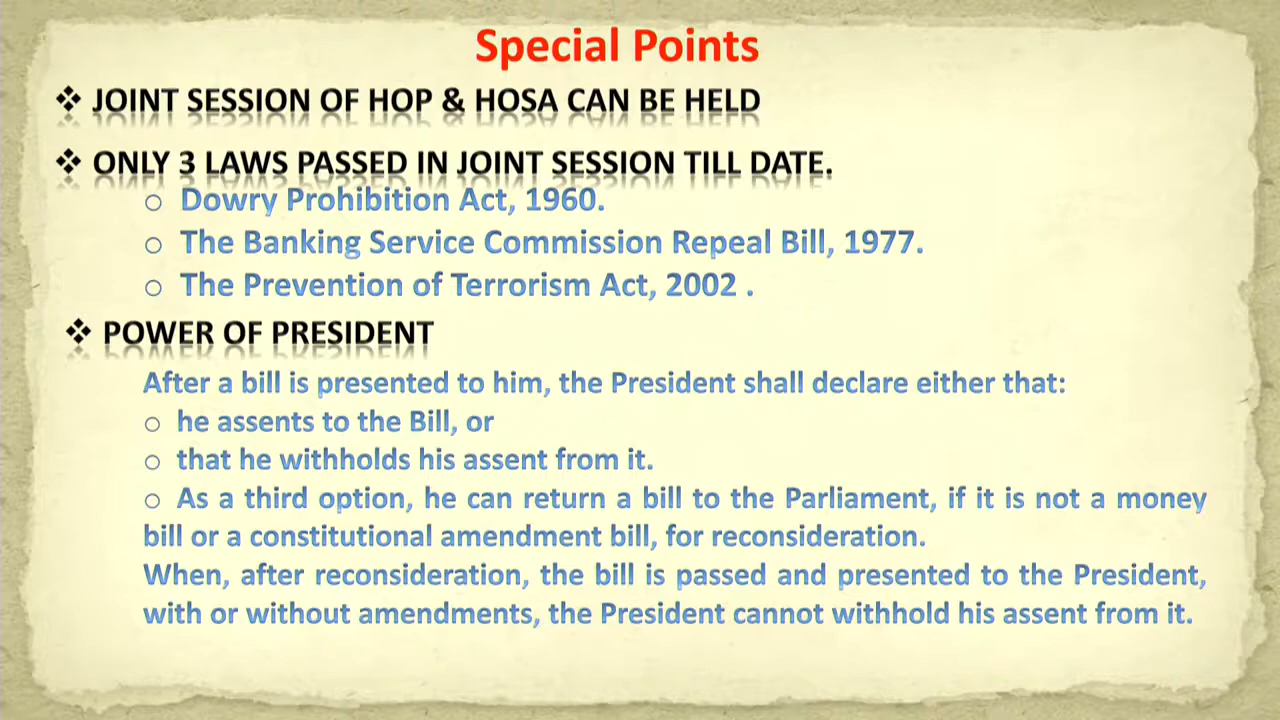 Special Points
❖ JOINT SESSION OF HOP & HOSA CAN BE HELD
❖ ONLY 3 LAWS PASSED IN JOINT SESSION TILL DATE.
○ Dowry Prohibition Act, 1960.
○ The Banking Service Commission Repeal Bill, 1977.
○ The Prevention of Terrorism Act, 2002 .
❖ POWER OF PRESIDENT
After a bill is presented to him, the President shall declare either that:
○ he assents to the Bill, or
○ that he withholds his assent from it.
○ As a third option, he can return a bill to the Parliament, if it is not a money
bill or a constitutional amendment bill, for reconsideration.
When, after reconsideration, the bill is passed and presented to the President,
with or without amendments, the President cannot withhold his assent from it.